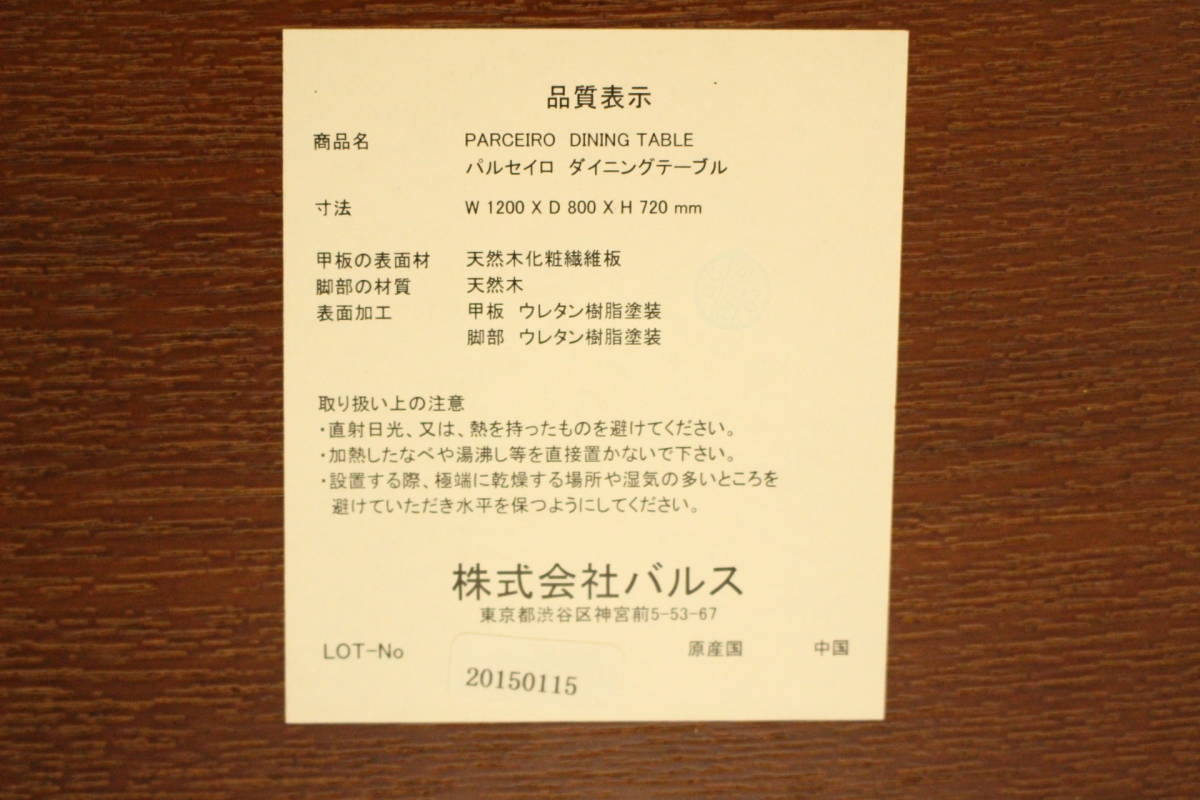 品質表示
商品名 PARCEIRO DINING TABLE
パルセイロ ダイニングテーブル
寸法 W 1200 X D 800 X H 720 mm
甲板の表面材 天然木化粧繊維板
脚部の材質 天然木
表面加工 甲板 ウレタン樹脂塗装
脚部 ウレタン樹脂塗装
取り扱い上の注意
・直射日光、又は、熱を持ったものを避けてください。
・加熱したなべや湯沸し等を直接置かないで下さい。
・設置する際、極端に乾燥する場所や湿気の多いところを
避けていただき水平を保つようにしてください。
株式会社バルス
東京都渋谷区神宮前5-53-67
LOT-No 20150115 原産国 中国